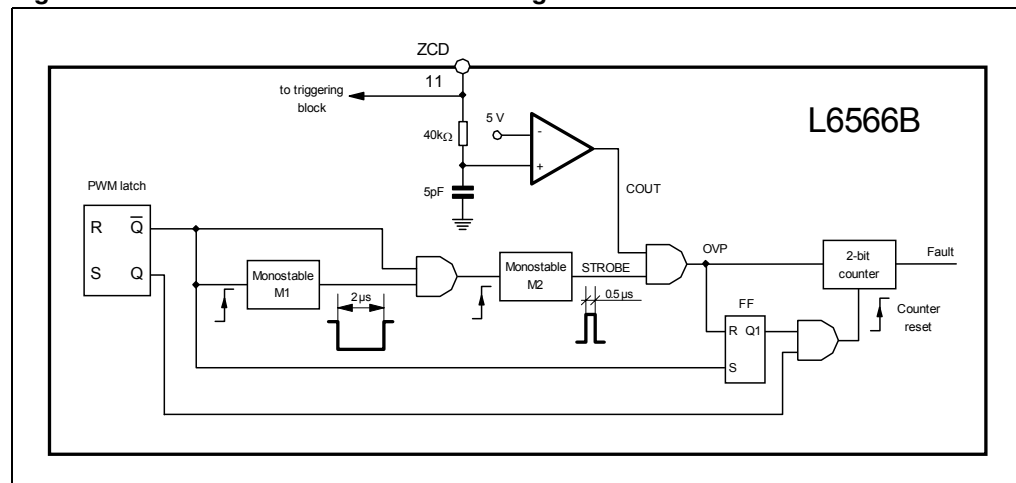 ZCD
11
to triggering
block
L6566B
5 V
40kΩ
-
+
5pF
COUT
PWM latch
R Q̅
S Q
OVP
2-bit
counter
Fault
Monostable
M1
Monostable
M2
STROBE
2 µs
0.5 µs
FF
Counter
reset
R Q1
S